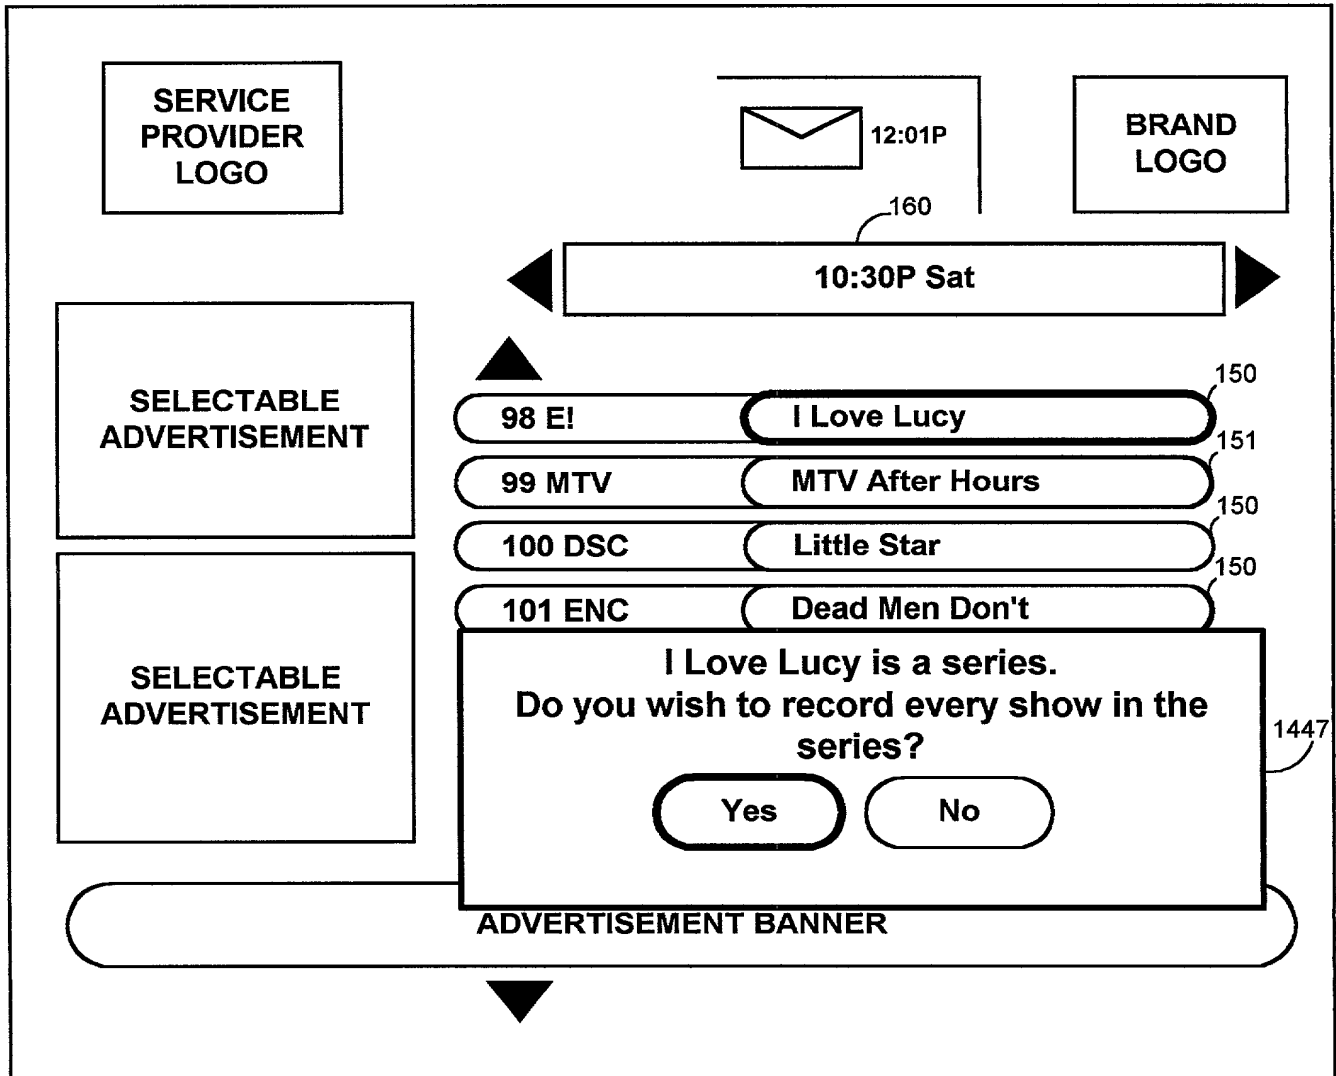 SERVICE
PROVIDER
LOGO
12:01P
BRAND
LOGO
160
10:30P Sat
SELECTABLE
ADVERTISEMENT
150
98 E! I Love Lucy
151
99 MTV MTV After Hours
150
100 DSC Little Star
150
101 ENC Dead Men Don't
SELECTABLE
ADVERTISEMENT
I Love Lucy is a series.
Do you wish to record every show in the
series?
1447
Yes No
ADVERTISEMENT BANNER